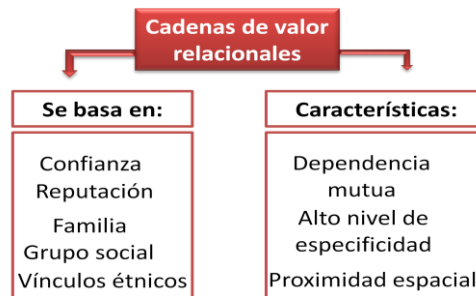 Cadenas de valor
relacionales
Se basa en:
Confianza
Reputación
Familia
Grupo social
Vínculos étnicos
Características:
Dependencia
mutua
Alto nivel de
especificidad
Proximidad espacial